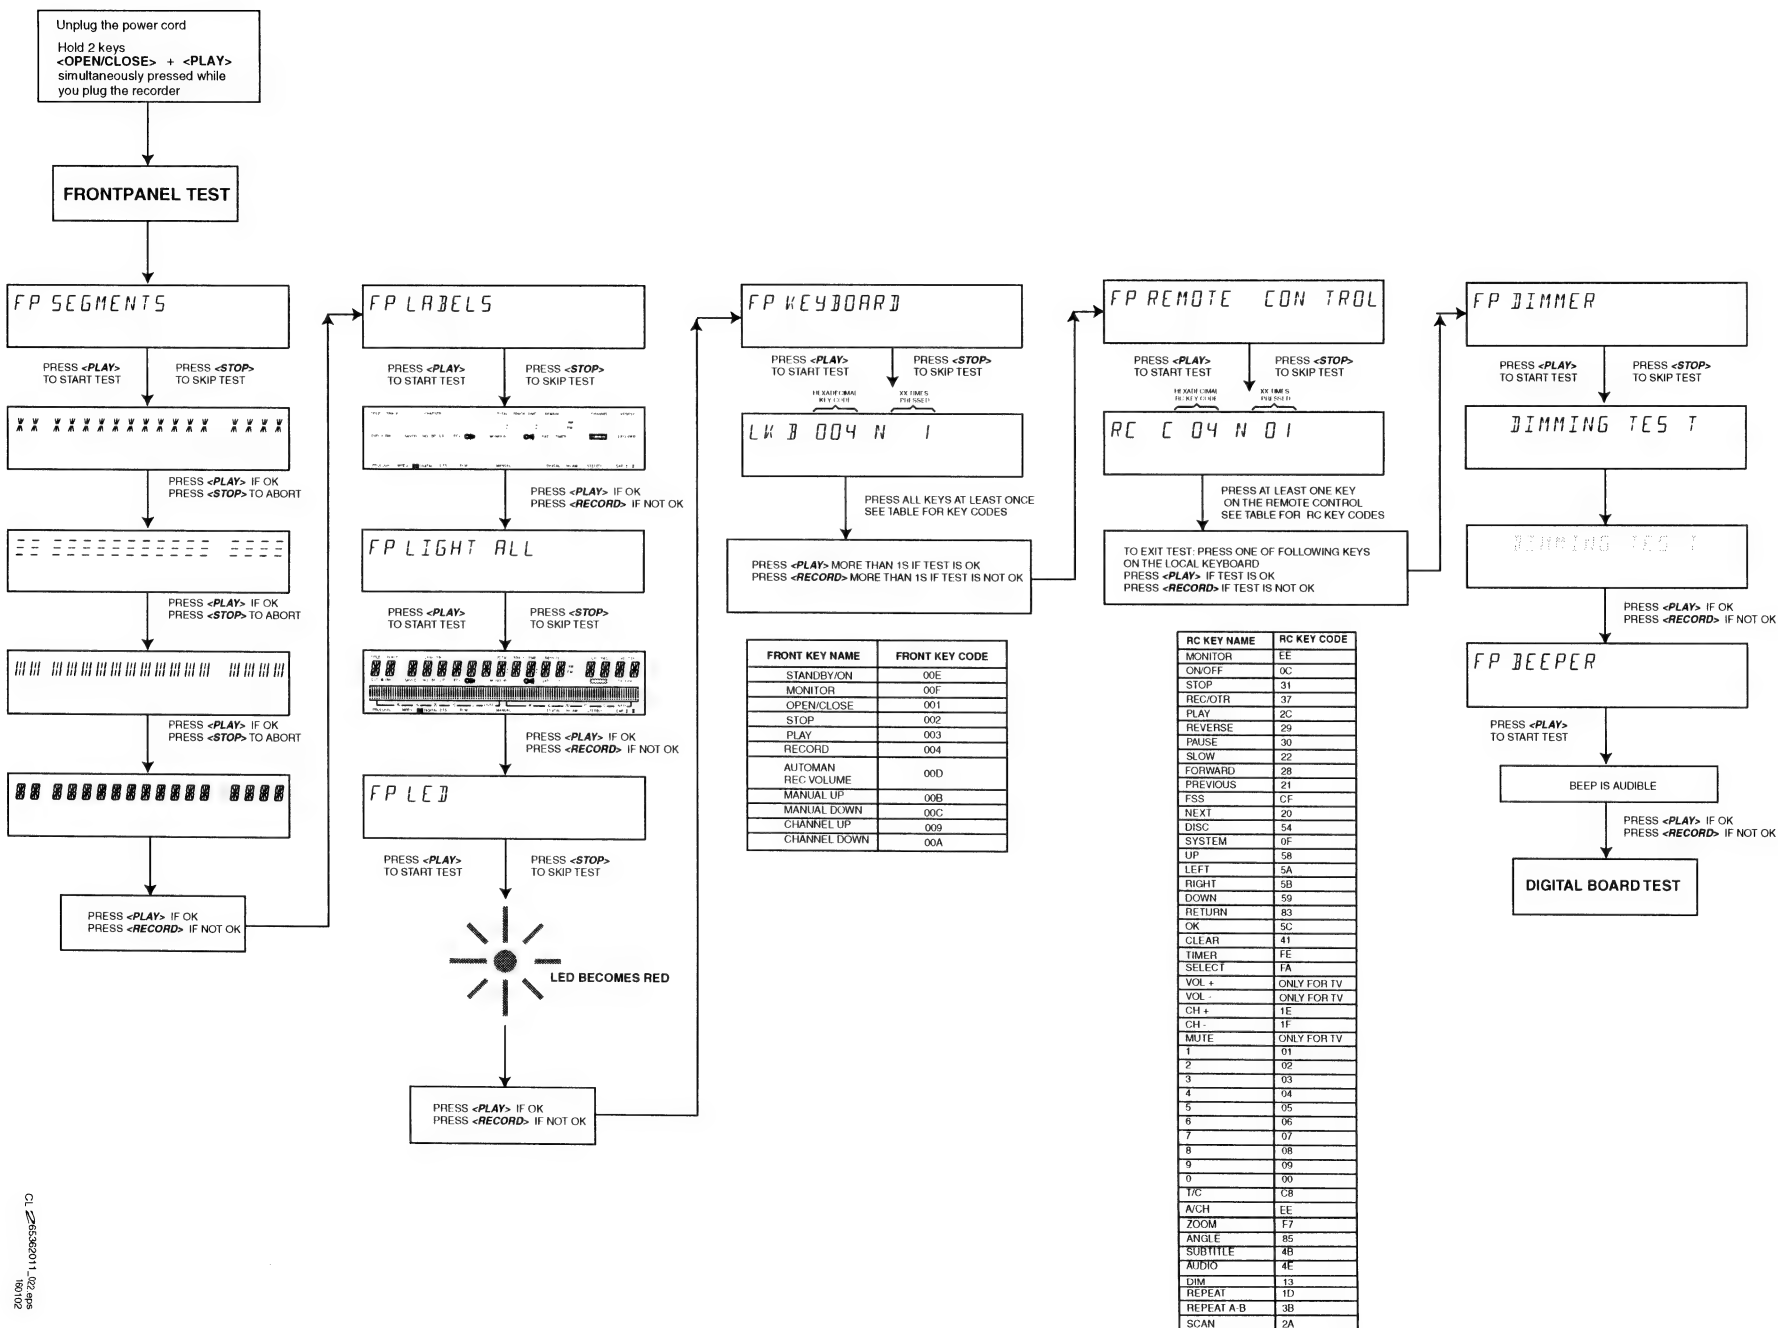 Unplug the power cord
Hold 2 keys
<OPEN/CLOSE> + <PLAY>
simultaneously pressed while
you plug the recorder
FRONTPANEL TEST
FP SEGMENTS
PRESS <PLAY>
TO START TEST
PRESS <STOP>
TO SKIP TEST
PRESS <PLAY> IF OK
PRESS <STOP> TO ABORT
PRESS <PLAY> IF OK
PRESS <STOP> TO ABORT
PRESS <PLAY> IF OK
PRESS <STOP> TO ABORT
PRESS <PLAY> IF OK
PRESS <RECORD> IF NOT OK
FP LABELS
PRESS <PLAY>
TO START TEST
PRESS <STOP>
TO SKIP TEST
PRESS <PLAY> IF OK
PRESS <RECORD> IF NOT OK
FP LIGHT ALL
PRESS <PLAY>
TO START TEST
PRESS <STOP>
TO SKIP TEST
PRESS <PLAY> IF OK
PRESS <RECORD> IF NOT OK
FP LED
PRESS <PLAY>
TO START TEST
PRESS <STOP>
TO SKIP TEST
LED BECOMES RED
PRESS <PLAY> IF OK
PRESS <RECORD> IF NOT OK
FP KEYBOARD
PRESS <PLAY>
TO START TEST
PRESS <STOP>
TO SKIP TEST
HEXADECIMAL
KEY CODE
XX TIMES
PRESSED
LKB 004 N 1
PRESS ALL KEYS AT LEAST ONCE
SEE TABLE FOR KEY CODES
PRESS <PLAY> MORE THAN 1S IF TEST IS OK
PRESS <RECORD> MORE THAN 1S IF TEST IS NOT OK
FRONT KEY NAME FRONT KEY CODE
STANDBY/ON 00E
MONITOR 00F
OPEN/CLOSE 001
STOP 002
PLAY 003
RECORD 004
AUTOMAN
REC VOLUME 00D
MANUAL UP 00B
MANUAL DOWN 00C
CHANNEL UP 009
CHANNEL DOWN 00A
FP REMOTE CON TROL
PRESS <PLAY>
TO START TEST
PRESS <STOP>
TO SKIP TEST
HEXADECIMAL
RC KEY CODE
XX TIMES
PRESSED
RC C 04 N 01
PRESS AT LEAST ONE KEY
ON THE REMOTE CONTROL
SEE TABLE FOR RC KEY CODES
TO EXIT TEST: PRESS ONE OF FOLLOWING KEYS
ON THE LOCAL KEYBOARD
PRESS <PLAY> IF TEST IS OK
PRESS <RECORD> IF TEST IS NOT OK
RC KEY NAME RC KEY CODE
MONITOR EE
ON/OFF 0C
STOP 31
REC/OTR 37
PLAY 2C
REVERSE 29
PAUSE 30
SLOW 22
FORWARD 28
PREVIOUS 21
FSS CF
NEXT 20
DISC 54
SYSTEM 0F
UP 58
LEFT 5A
RIGHT 5B
DOWN 59
RETURN 83
OK 5C
CLEAR 41
TIMER FE
SELECT FA
VOL + ONLY FOR TV
VOL - ONLY FOR TV
CH + 1E
CH - 1F
MUTE ONLY FOR TV
1 01
2 02
3 03
4 04
5 05
6 06
7 07
8 08
9 09
0 00
T/C C8
A/CH EE
ZOOM F7
ANGLE 85
SUBTITLE 4B
AUDIO 4E
DIM 13
REPEAT 1D
REPEAT A-B 3B
SCAN 2A
FP DIMMER
PRESS <PLAY>
TO START TEST
PRESS <STOP>
TO SKIP TEST
DIMMING TES T
DIMMING TES T
PRESS <PLAY> IF OK
PRESS <RECORD> IF NOT OK
FP BEEPER
PRESS <PLAY>
TO START TEST
BEEP IS AUDIBLE
PRESS <PLAY> IF OK
PRESS <RECORD> IF NOT OK
DIGITAL BOARD TEST
CL 265362011_022.eps
160102